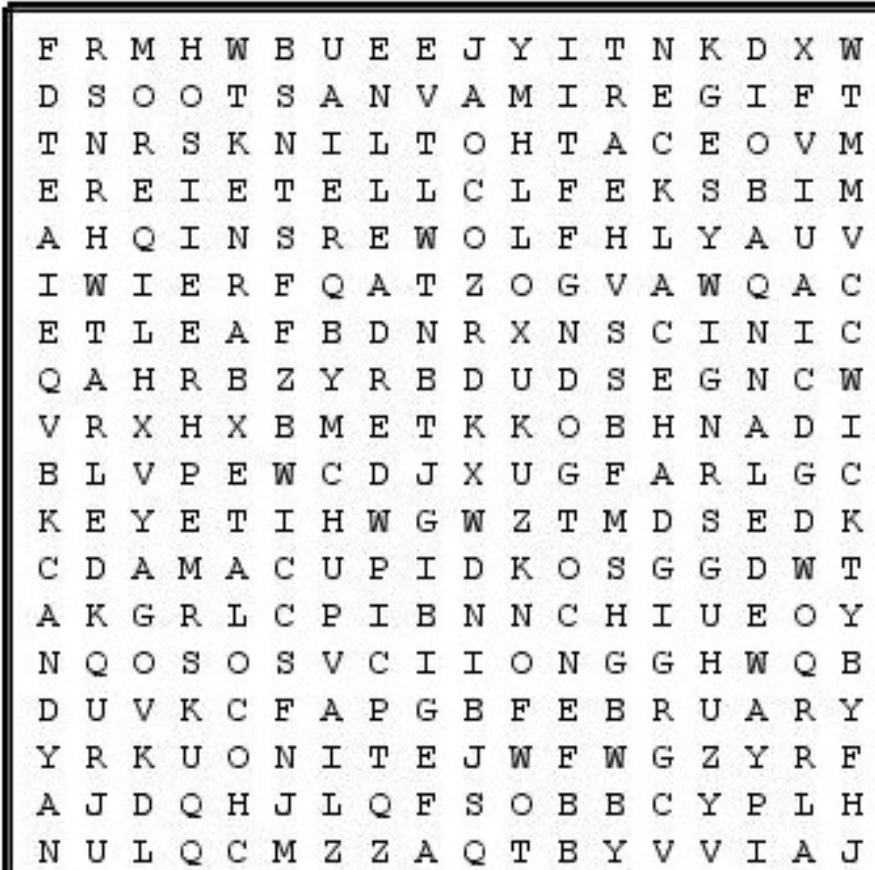 F R M H W B U E E J Y I T N K D X W
D S O O T S A N V A M I R E G I F T
T N R S K N I L T O H T A C E O V M
E R E I E T E L L C L F E K S B I M
A H Q I N S R E W O L F H L Y A U V
I W I E R F Q A T Z O G V A W Q A C
E T L E A F B D N R X N S C I N I C
Q A H R B Z Y R B D U D S E G N C W
V R X H X B M E T K K O B H N A D I
B L V P E W C D J X U G F A R L G C
K E Y E T I H W G W Z T M D S E D K
C D A M A C U P I D K O S G G D W T
A K G R L C P I B N N C H I U E O Y
N Q O S O S V C I I O N G G H W Q B
D U V K C F A P G B F E B R U A R Y
Y R K U O N I T E J W F W G Z Y R F
A J D Q H J L Q F S O B B C Y P L H
N U L Q C M Z Z A Q T B Y V V I A J